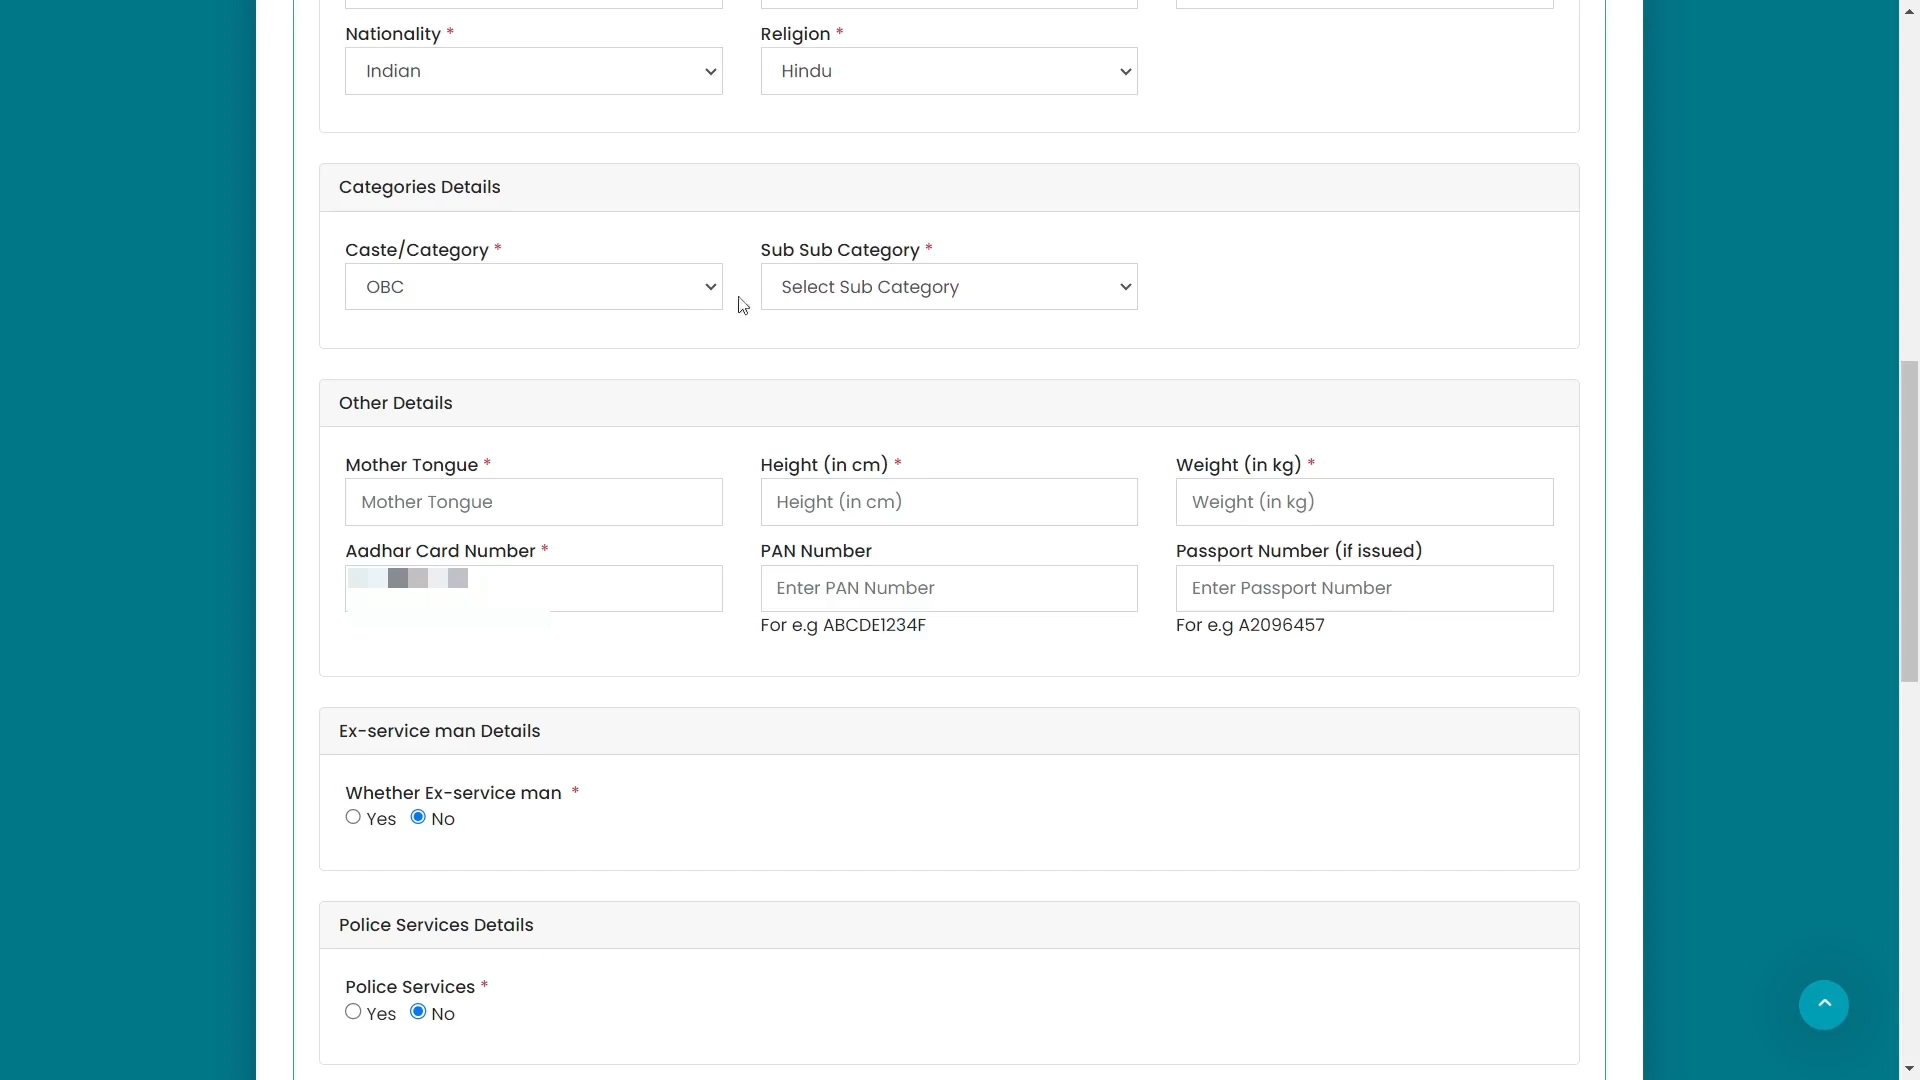 Nationality * Religion *
Indian Hindu
Categories Details
Caste/Category * Sub Sub Category *
OBC Select Sub Category
Other Details
Mother Tongue * Height (in cm) * Weight (in kg) *
Mother Tongue Height (in cm) Weight (in kg)
Aadhar Card Number * PAN Number Passport Number (if issued)
Enter PAN Number Enter Passport Number
For e.g ABCDE1234F For e.g A2096457
Ex-service man Details
Whether Ex-service man *
Yes No
Police Services Details
Police Services *
Yes No